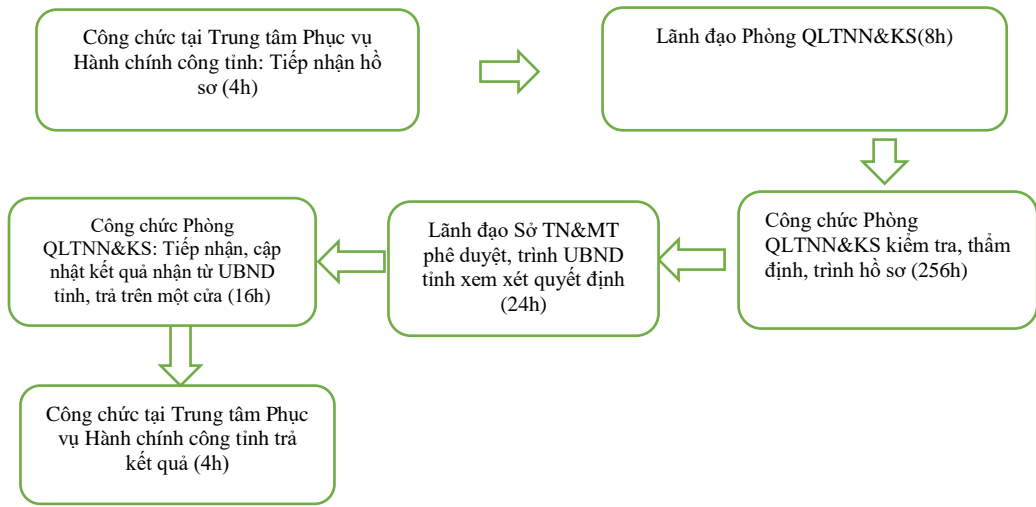 Công chức tại Trung tâm Phục vụ
Hành chính công tỉnh: Tiếp nhận hồ
sơ (4h)
Lãnh đạo Phòng QLTNN&KS(8h)
Công chức Phòng
QLTNN&KS kiểm tra, thẩm
định, trình hồ sơ (256h)
Lãnh đạo Sở TN&MT
phê duyệt, trình UBND
tỉnh xem xét quyết định
(24h)
Công chức Phòng
QLTNN&KS: Tiếp nhận, cập
nhật kết quả nhận từ UBND
tỉnh, trả trên một cửa (16h)
Công chức tại Trung tâm Phục
vụ Hành chính công tỉnh trả
kết quả (4h)